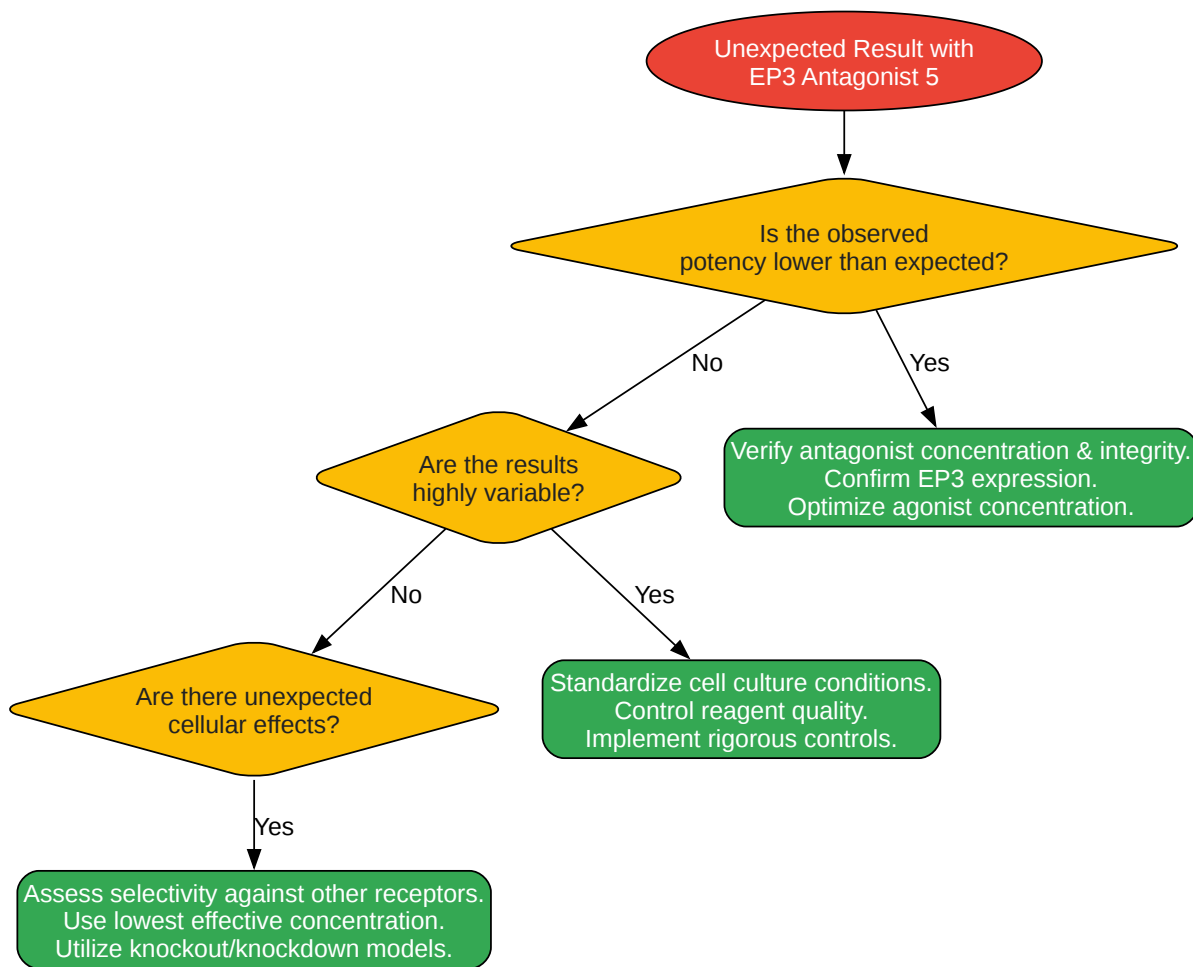 Unexpected Result with
EP3 Antagonist 5
Is the observed
potency lower than expected?
No
Yes
Are the results
highly variable?
Verify antagonist concentration & integrity.
Confirm EP3 expression.
Optimize agonist concentration.
No
Yes
Are there unexpected
cellular effects?
Standardize cell culture conditions.
Control reagent quality.
Implement rigorous controls.
Yes
Assess selectivity against other receptors.
Use lowest effective concentration.
Utilize knockout/knockdown models.